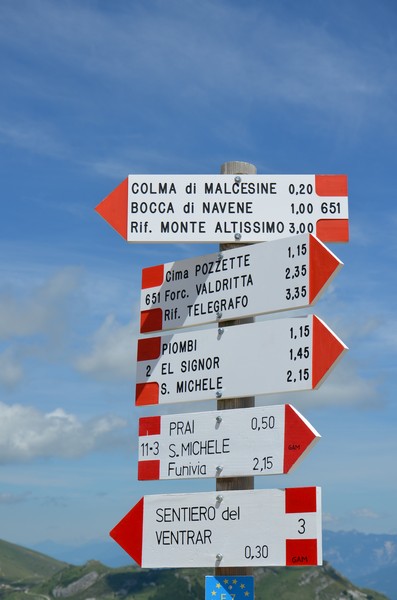 COLMA di MALCESINE 0,20
BOCCA di NAVENE 1,00 651
Rif. MONTE ALTISSIMO 3,00
Cima POZZETTE 1,15
651 Forc. VALDRITTA 2,35
Rif. TELEGRAFO 3,35
PIOMBI 1,15
2 EL SIGNOR 1,45
S. MICHELE 2,15
PRAI 0,50
11-3 S. MICHELE GAM
Funivia 2,15
SENTIERO del 3
VENTRAR 0,30 GAM